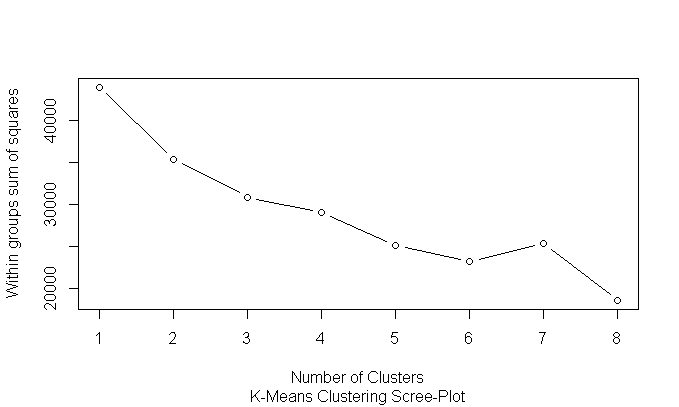 Within groups sum of squares
40000
30000
20000
1 2 3 4 5 6 7 8
Number of Clusters
K-Means Clustering Scree-Plot